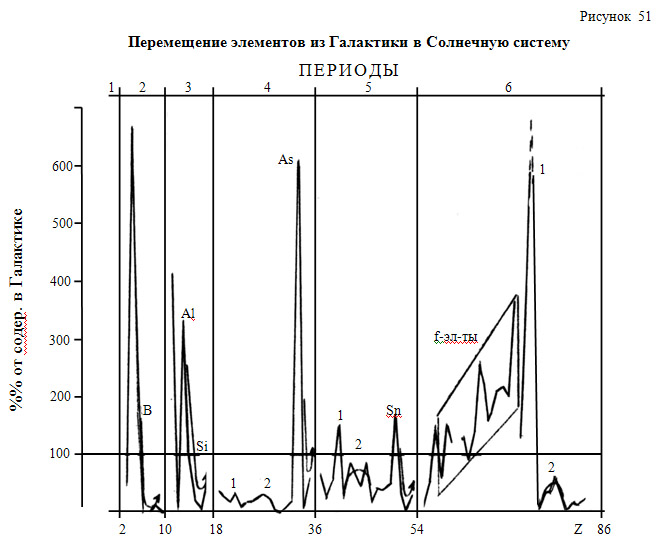 Рисунок 51
Перемещение элементов из Галактики в Солнечную систему
ПЕРИОДЫ
1 2 3 4 5 6
%% от содер. в Галактике
600
500
400
300
200
100
B
Al
Si
1
2
As
1
2
Sn
f-эл-ты
1
2
2 10 18 36 54 Z 86